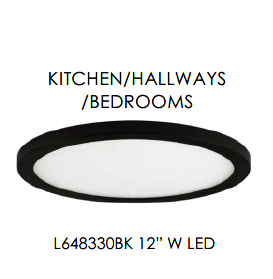 KITCHEN/HALLWAYS
/BEDROOMS
L648330BK 12” W LED